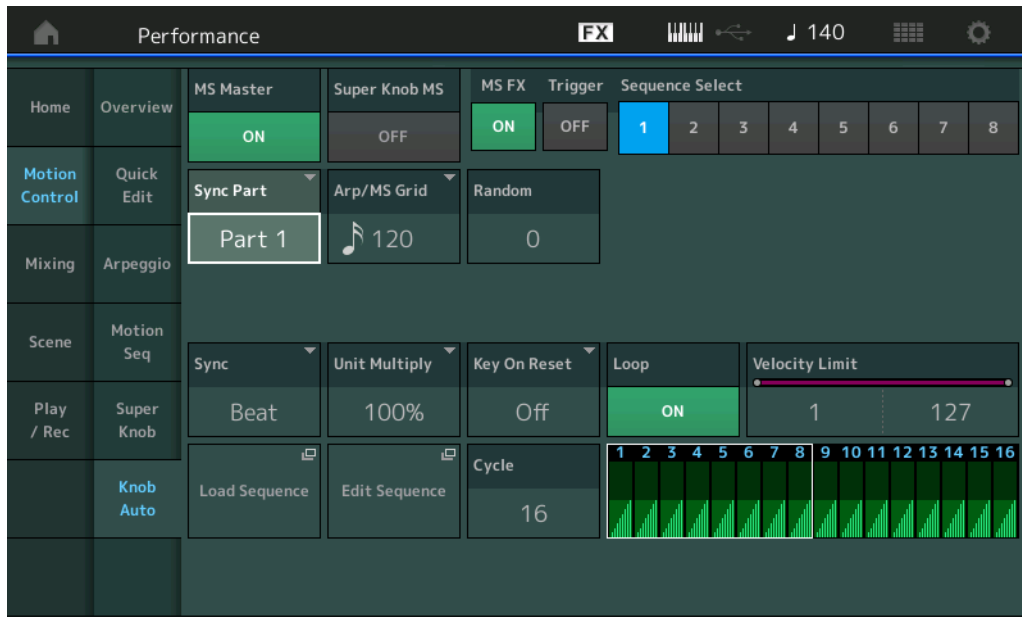 Performance
FX
140
Home
Overview
Motion
Control
Quick
Edit
Mixing
Arpeggio
Scene
Motion
Seq
Play
/ Rec
Super
Knob
Knob
Auto
MS Master
ON
Super Knob MS
OFF
MS FX
ON
Trigger
OFF
Sequence Select
1 2 3 4 5 6 7 8
Sync Part
Part 1
Arp/MS Grid
120
Random
0
Sync
Beat
Unit Multiply
100%
Key On Reset
Off
Loop
ON
Velocity Limit
1 127
Load Sequence
Edit Sequence
Cycle
16
1 2 3 4 5 6 7 8 9 10 11 12 13 14 15 16